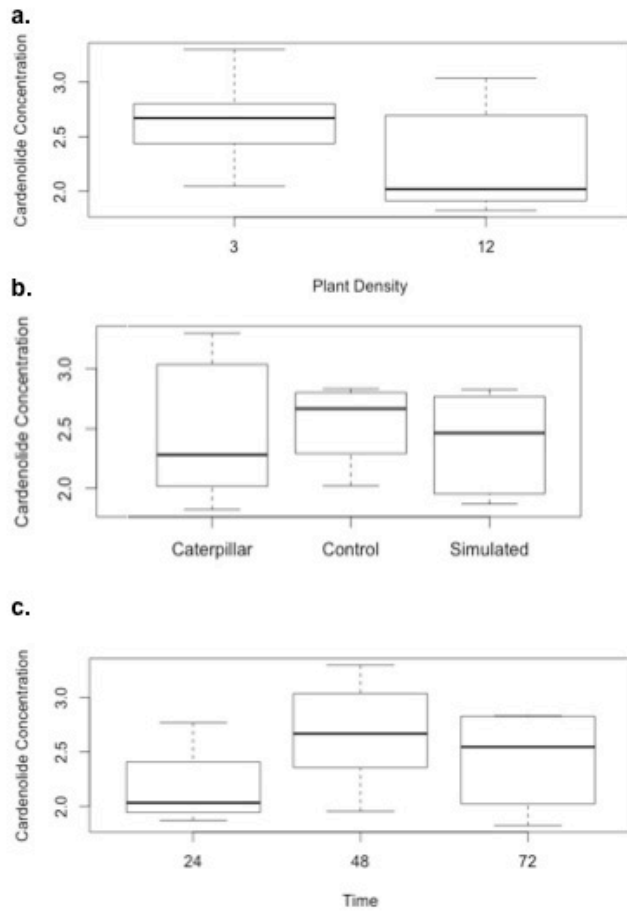 a.
Cardenolide Concentration
3.0
2.5
2.0
3 12
Plant Density
b.
Cardenolide Concentration
3.0
2.5
2.0
Caterpillar Control Simulated
c.
Cardenolide Concentration
3.0
2.5
2.0
24 48 72
Time